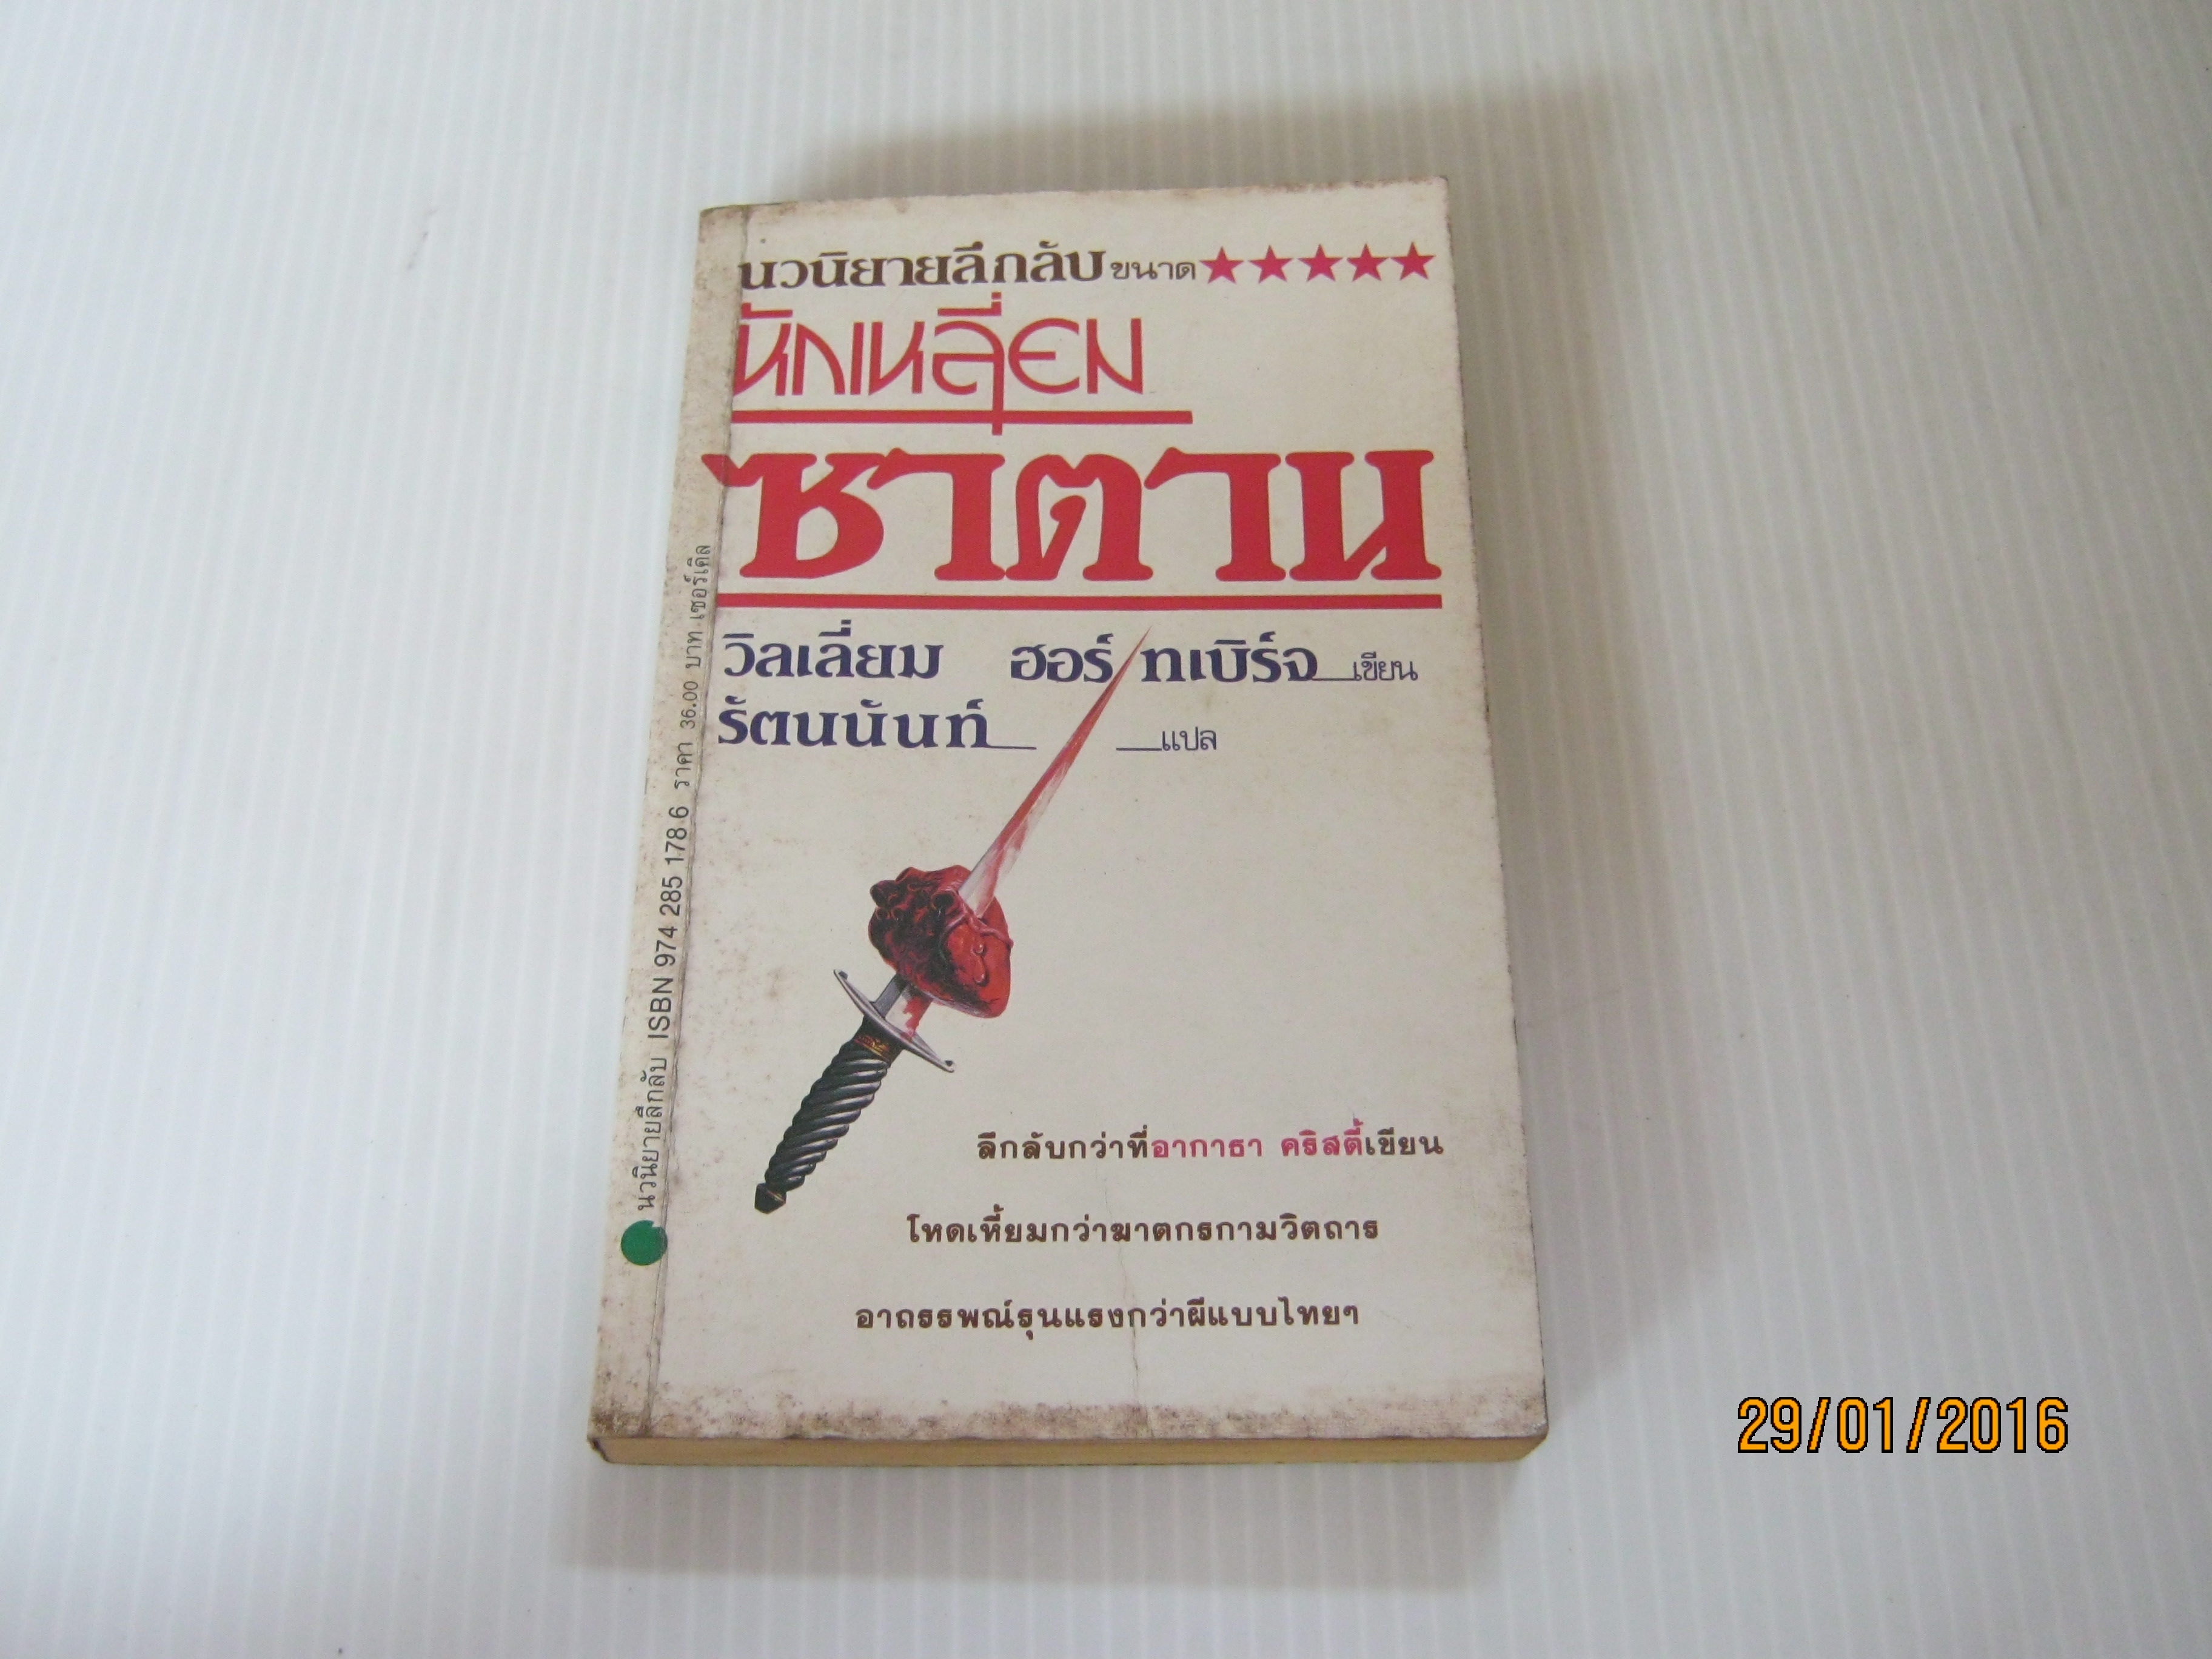 นวนิยายลึกลับขนาด ★★★★★
หักเหลี่ยม
ซาตาน
วิลเลี่ยม ฮอร์ทเบิร์จ__เขียน
รัตนนันท์__ __แปล
ลึกลับกว่าที่อากาธา คริสตี้เขียน
โหดเหี้ยมกว่าฆาตกรกามวิตถาร
อาถรรพณ์รุนแรงกว่าผีแบบไทยๆ
นวนิยายลึกลับ ISBN 974 285 178 6 ราคา 36.00 บาท เซอร์เคิล
29/01/2016